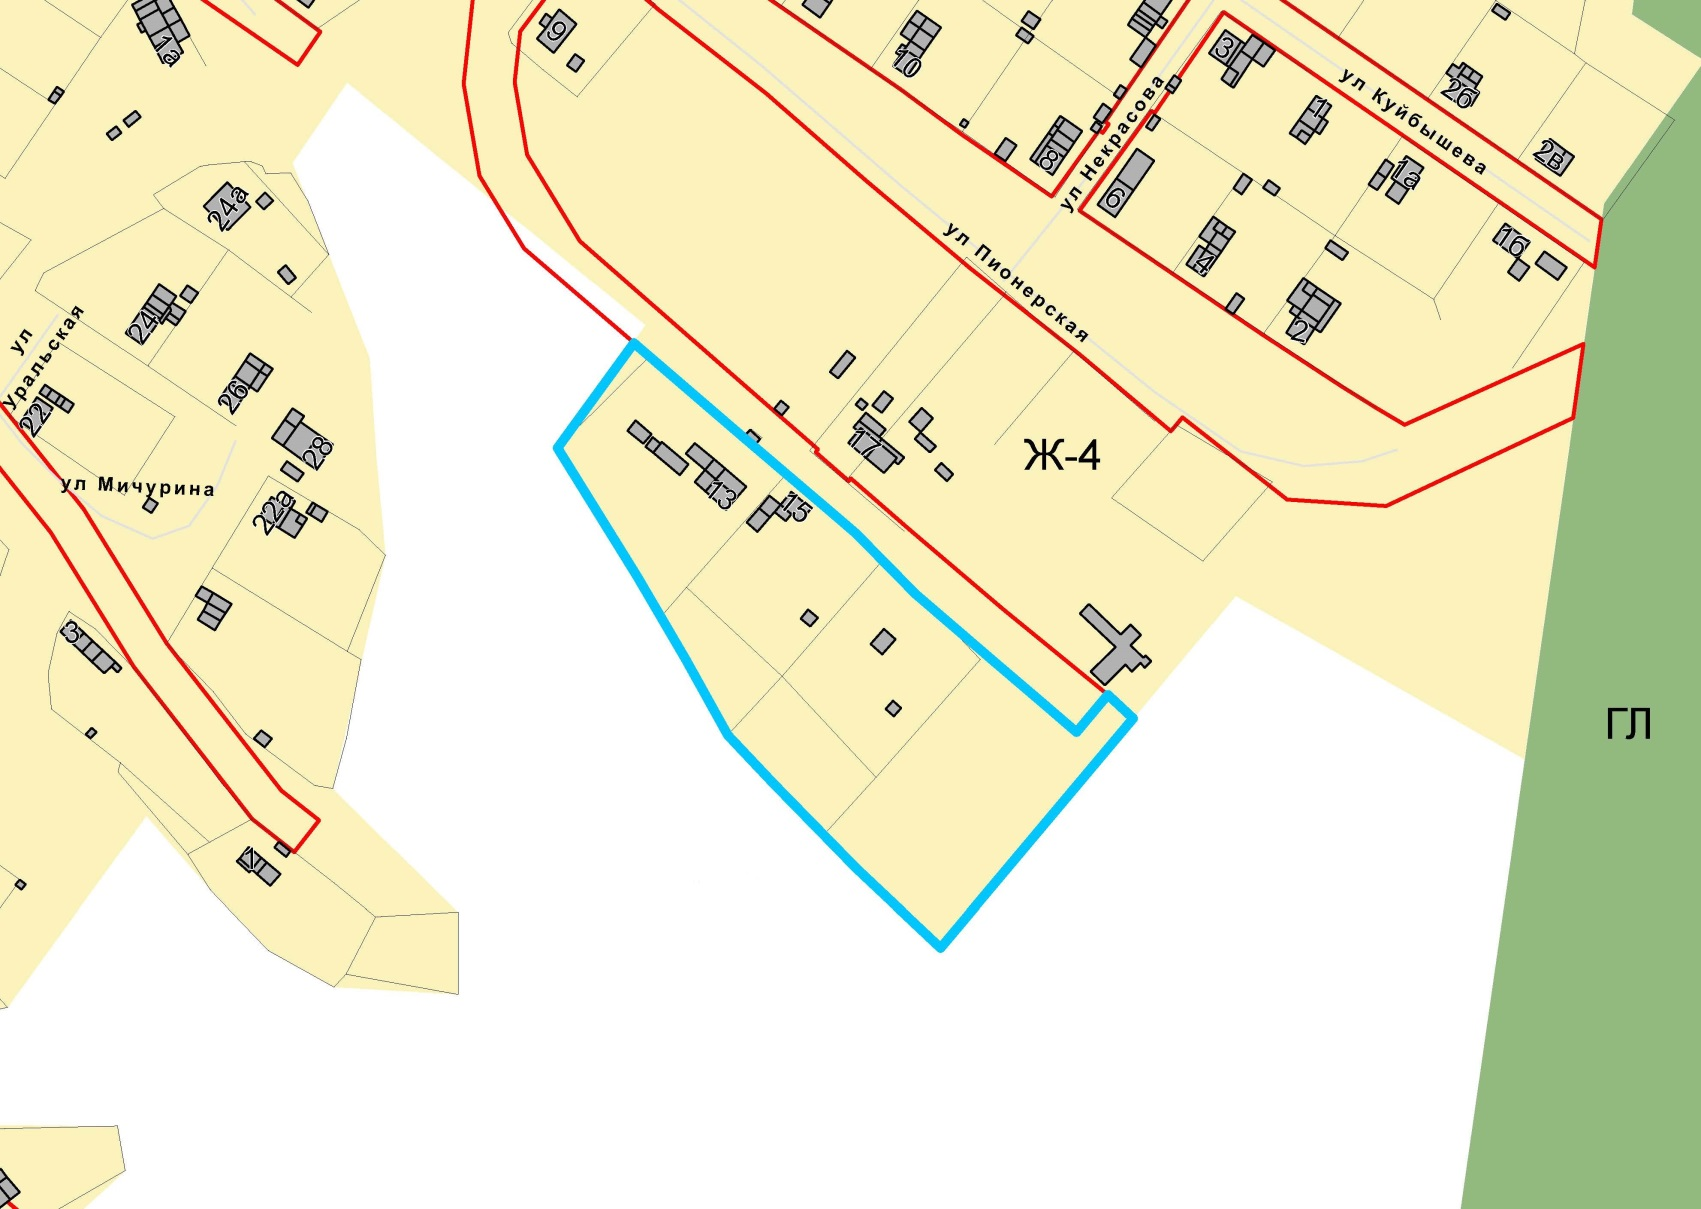 1а
9
10
3
1
ул Куйбышева
2б
2в
1а
8
ул Некрасова
6
24а
4
1б
2
ул Пионерская
24
ул
Уральская
22
26
28
17
Ж-4
ул Мичурина
22а
13
15
3
ГЛ
1